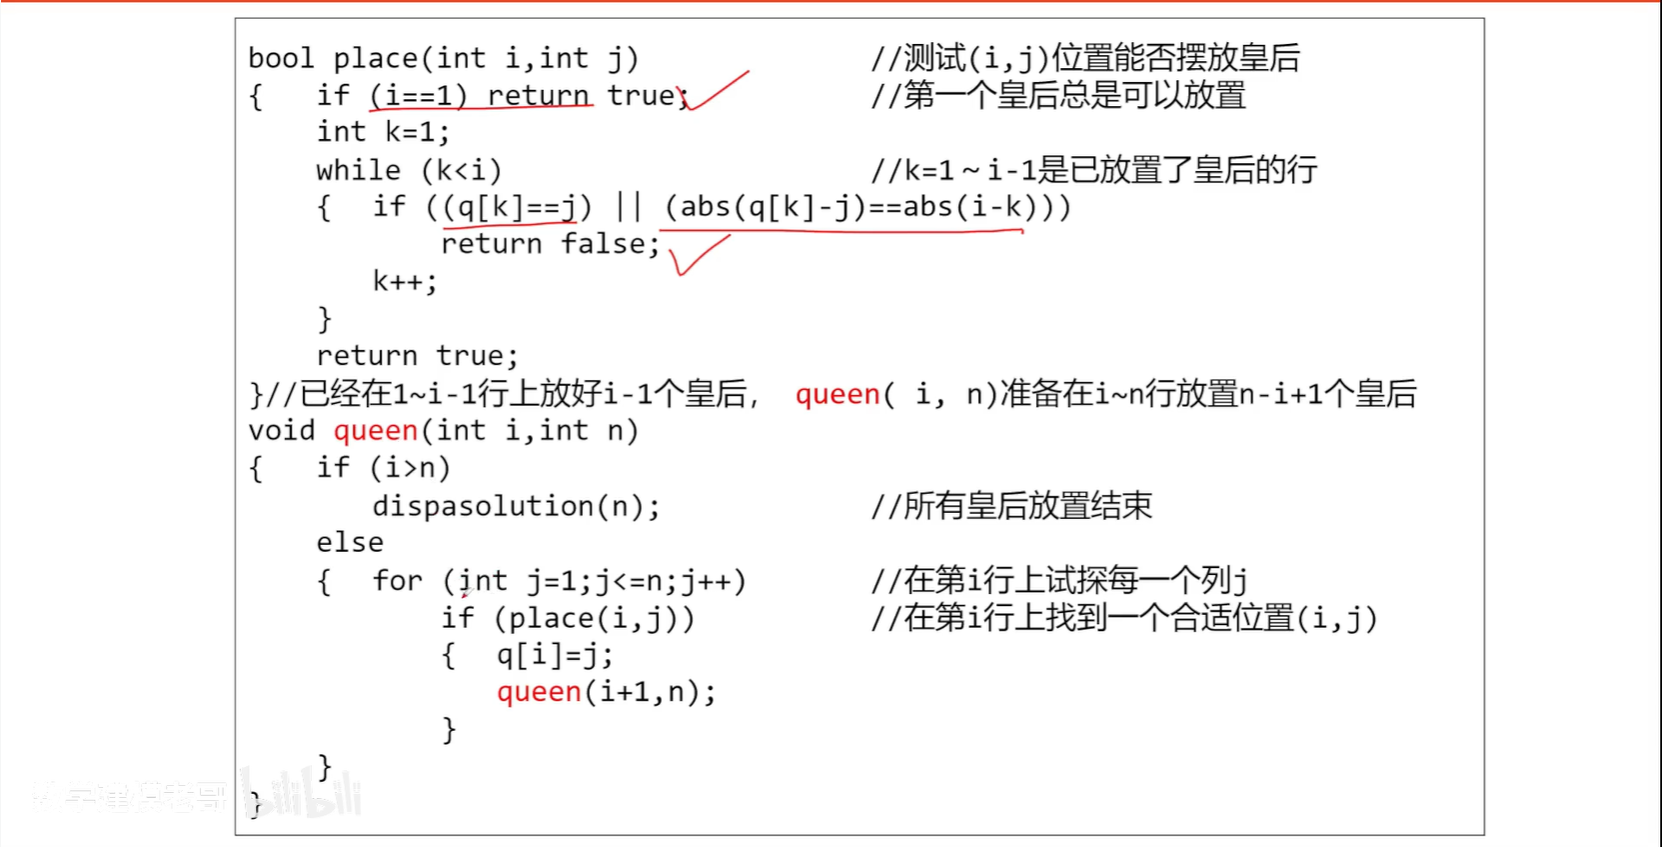 bool place(int i,int j) //测试(i,j)位置能否摆放皇后
{ if (i==1) return true; //第一个皇后总是可以放置
int k=1;
while (k<i) //k=1～i-1是已放置了皇后的行
{ if ((q[k]==j) || (abs(q[k]-j)==abs(i-k)))
return false;
k++;
}
return true;
}//已经在1~i-1行上放好i-1个皇后， queen( i, n)准备在i~n行放置n-i+1个皇后
void queen(int i,int n)
{ if (i>n)
dispasolution(n); //所有皇后放置结束
else
{ for (int j=1;j<=n;j++) //在第i行上试探每一个列j
if (place(i,j)) //在第i行上找到一个合适位置(i,j)
{ q[i]=j;
queen(i+1,n);
}
}
}
数学建模老哥 bilibili